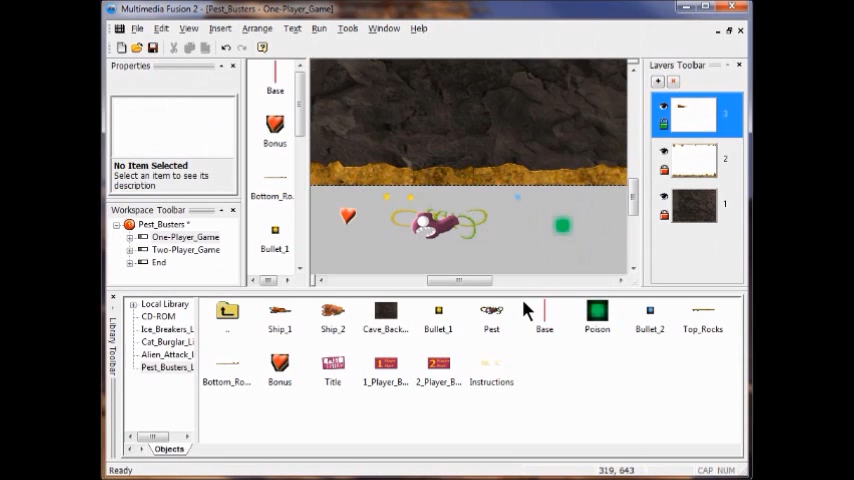 Multimedia Fusion 2 - [Pest_Busters - One-Player_Game]
File Edit View Insert Arrange Text Run Tools Window Help
Properties
No Item Selected
Select an item to see its
description
Workspace Toolbar
Pest_Busters *
One-Player_Game
Two-Player_Game
End
Base
Bonus
Bottom_Ro...
Bullet_1
Layers Toolbar
3
2
1
Library Toolbar
Local Library
CD-ROM
Ice_Breakers_L
Cat_Burglar_Li
Alien_Attack_l
Pest_Busters_L
..
Ship_1
Ship_2
Cave_Back...
Bullet_1
Pest
Base
Poison
Bullet_2
Top_Rocks
Bottom_Ro...
Bonus
Title
1_Player_B...
2_Player_B...
Instructions
Objects
Ready
319, 643
CAP NUM